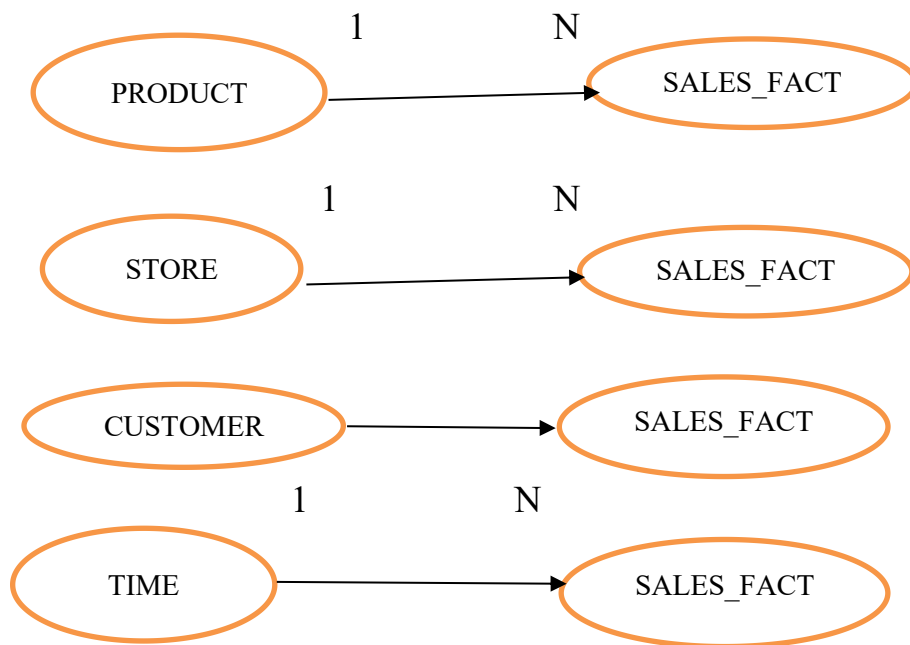 1 N
PRODUCT SALES_FACT
1 N
STORE SALES_FACT
CUSTOMER SALES_FACT
1 N
TIME SALES_FACT